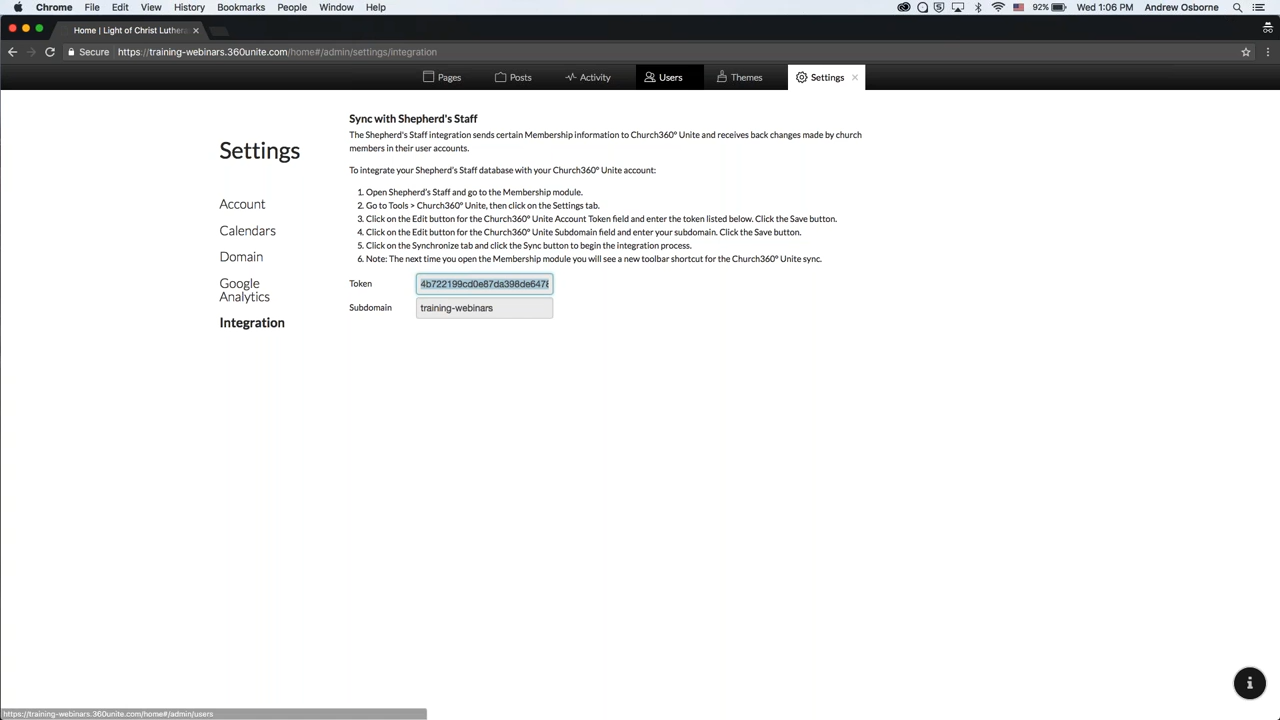 Chrome File Edit View History Bookmarks People Window Help 92% Wed 1:06 PM Andrew Osborne
Home | Light of Christ Luthera
Secure https://training-webinars.360unite.com/home#/admin/settings/integration
Pages Posts Activity Users Themes Settings
Sync with Shepherd's Staff
The Shepherd's Staff integration sends certain Membership information to Church360° Unite and receives back changes made by church
members in their user accounts.
Settings
To integrate your Shepherd's Staff database with your Church360° Unite account:
1. Open Shepherd's Staff and go to the Membership module.
2. Go to Tools > Church360° Unite, then click on the Settings tab.
3. Click on the Edit button for the Church360° Unite Account Token field and enter the token listed below. Click the Save button.
4. Click on the Edit button for the Church360° Unite Subdomain field and enter your subdomain. Click the Save button.
5. Click on the Synchronize tab and click the Sync button to begin the integration process.
6. Note: The next time you open the Membership module you will see a new toolbar shortcut for the Church360° Unite sync.
Account
Calendars
Domain
Google
Analytics
Integration
Token 4b722199cd0e87da398de6478
Subdomain training-webinars
https://training-webinars.360unite.com/home#/admin/users